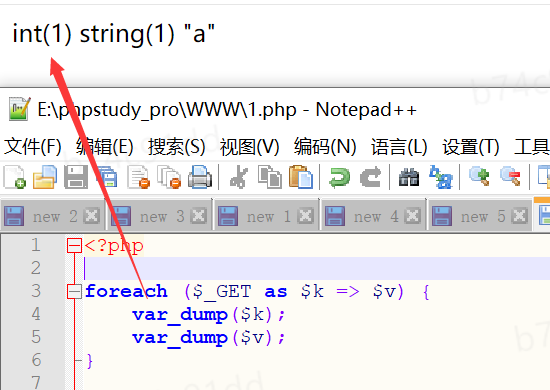 int(1) string(1) "a"
E:\phpstudy_pro\WWW\1.php - Notepad++
文件(F) 编辑(E) 搜索(S) 视图(V) 编码(N) 语言(L) 设置(T) 工具
new 2 new 3 new 1 new 4 new 5
1 <?php
2
3 foreach ($_GET as $k => $v) {
4 var_dump($k);
5 var_dump($v);
6 }